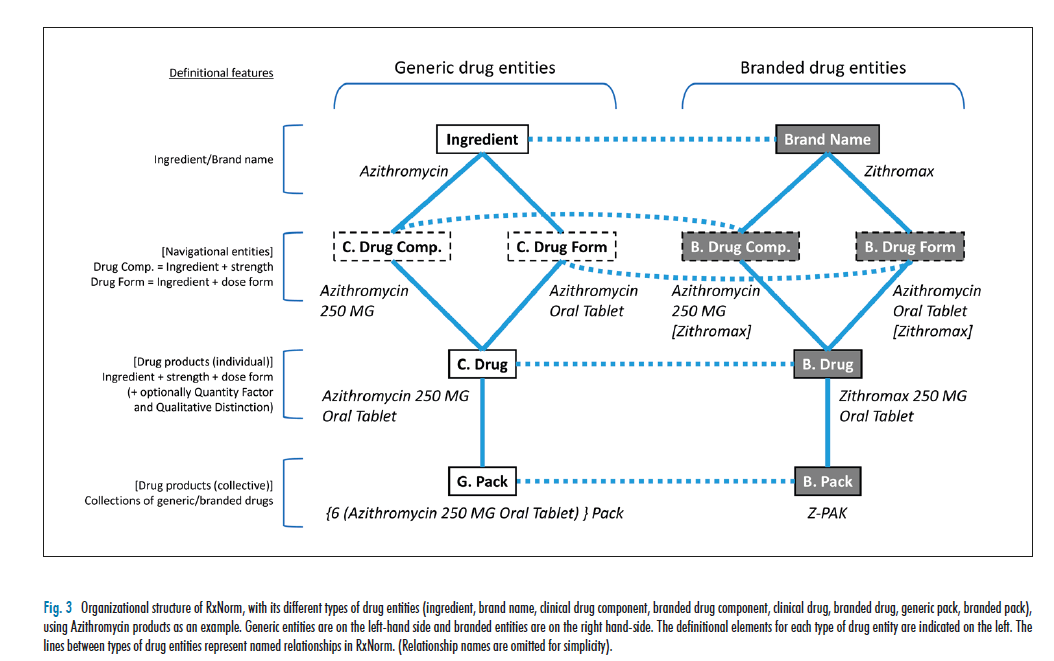 Definitional features
Generic drug entities
Branded drug entities
Ingredient/Brand name
Ingredient
Brand Name
Azithromycin
Zithromax
[Navigational entities]
Drug Comp. = Ingredient + strength
Drug Form = Ingredient + dose form
C. Drug Comp.
C. Drug Form
B. Drug Comp.
B. Drug Form
Azithromycin
250 MG
Azithromycin
Oral Tablet
Azithromycin
250 MG
[Zithromax]
Azithromycin
Oral Tablet
[Zithromax]
[Drug products (individual)]
Ingredient + strength + dose form
(+ optionally Quantity Factor
and Qualitative Distinction)
C. Drug
B. Drug
Azithromycin 250 MG
Oral Tablet
Zithromax 250 MG
Oral Tablet
[Drug products (collective)]
Collections of generic/branded drugs
G. Pack
B. Pack
{6 (Azithromycin 250 MG Oral Tablet) } Pack
Z-PAK
Fig. 3 Organizational structure of RxNorm, with its different types of drug entities (ingredient, brand name, clinical drug component, branded drug component, clinical drug, branded drug, generic pack, branded pack),
using Azithromycin products as an example. Generic entities are on the left-hand side and branded entities are on the right hand-side. The definitional elements for each type of drug entity are indicated on the left. The
lines between types of drug entities represent named relationships in RxNorm. (Relationship names are omitted for simplicity).